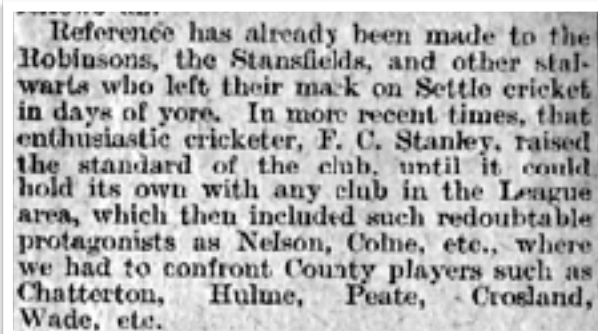 Reference has already been made to the
Robinsons, the Stansfields, and other stal-
warts who left their mark on Settle cricket
in days of yore. In more recent times, that
enthusiastic cricketer, F. C. Stanley, raised
the standard of the club, until it could
hold its own with any club in the League
area, which then included such redoubtable
protagonists as Nelson, Colne, etc., where
we had to confront County players such as
Chatterton, Hulme, Peate, Crosland,
Wade, etc.